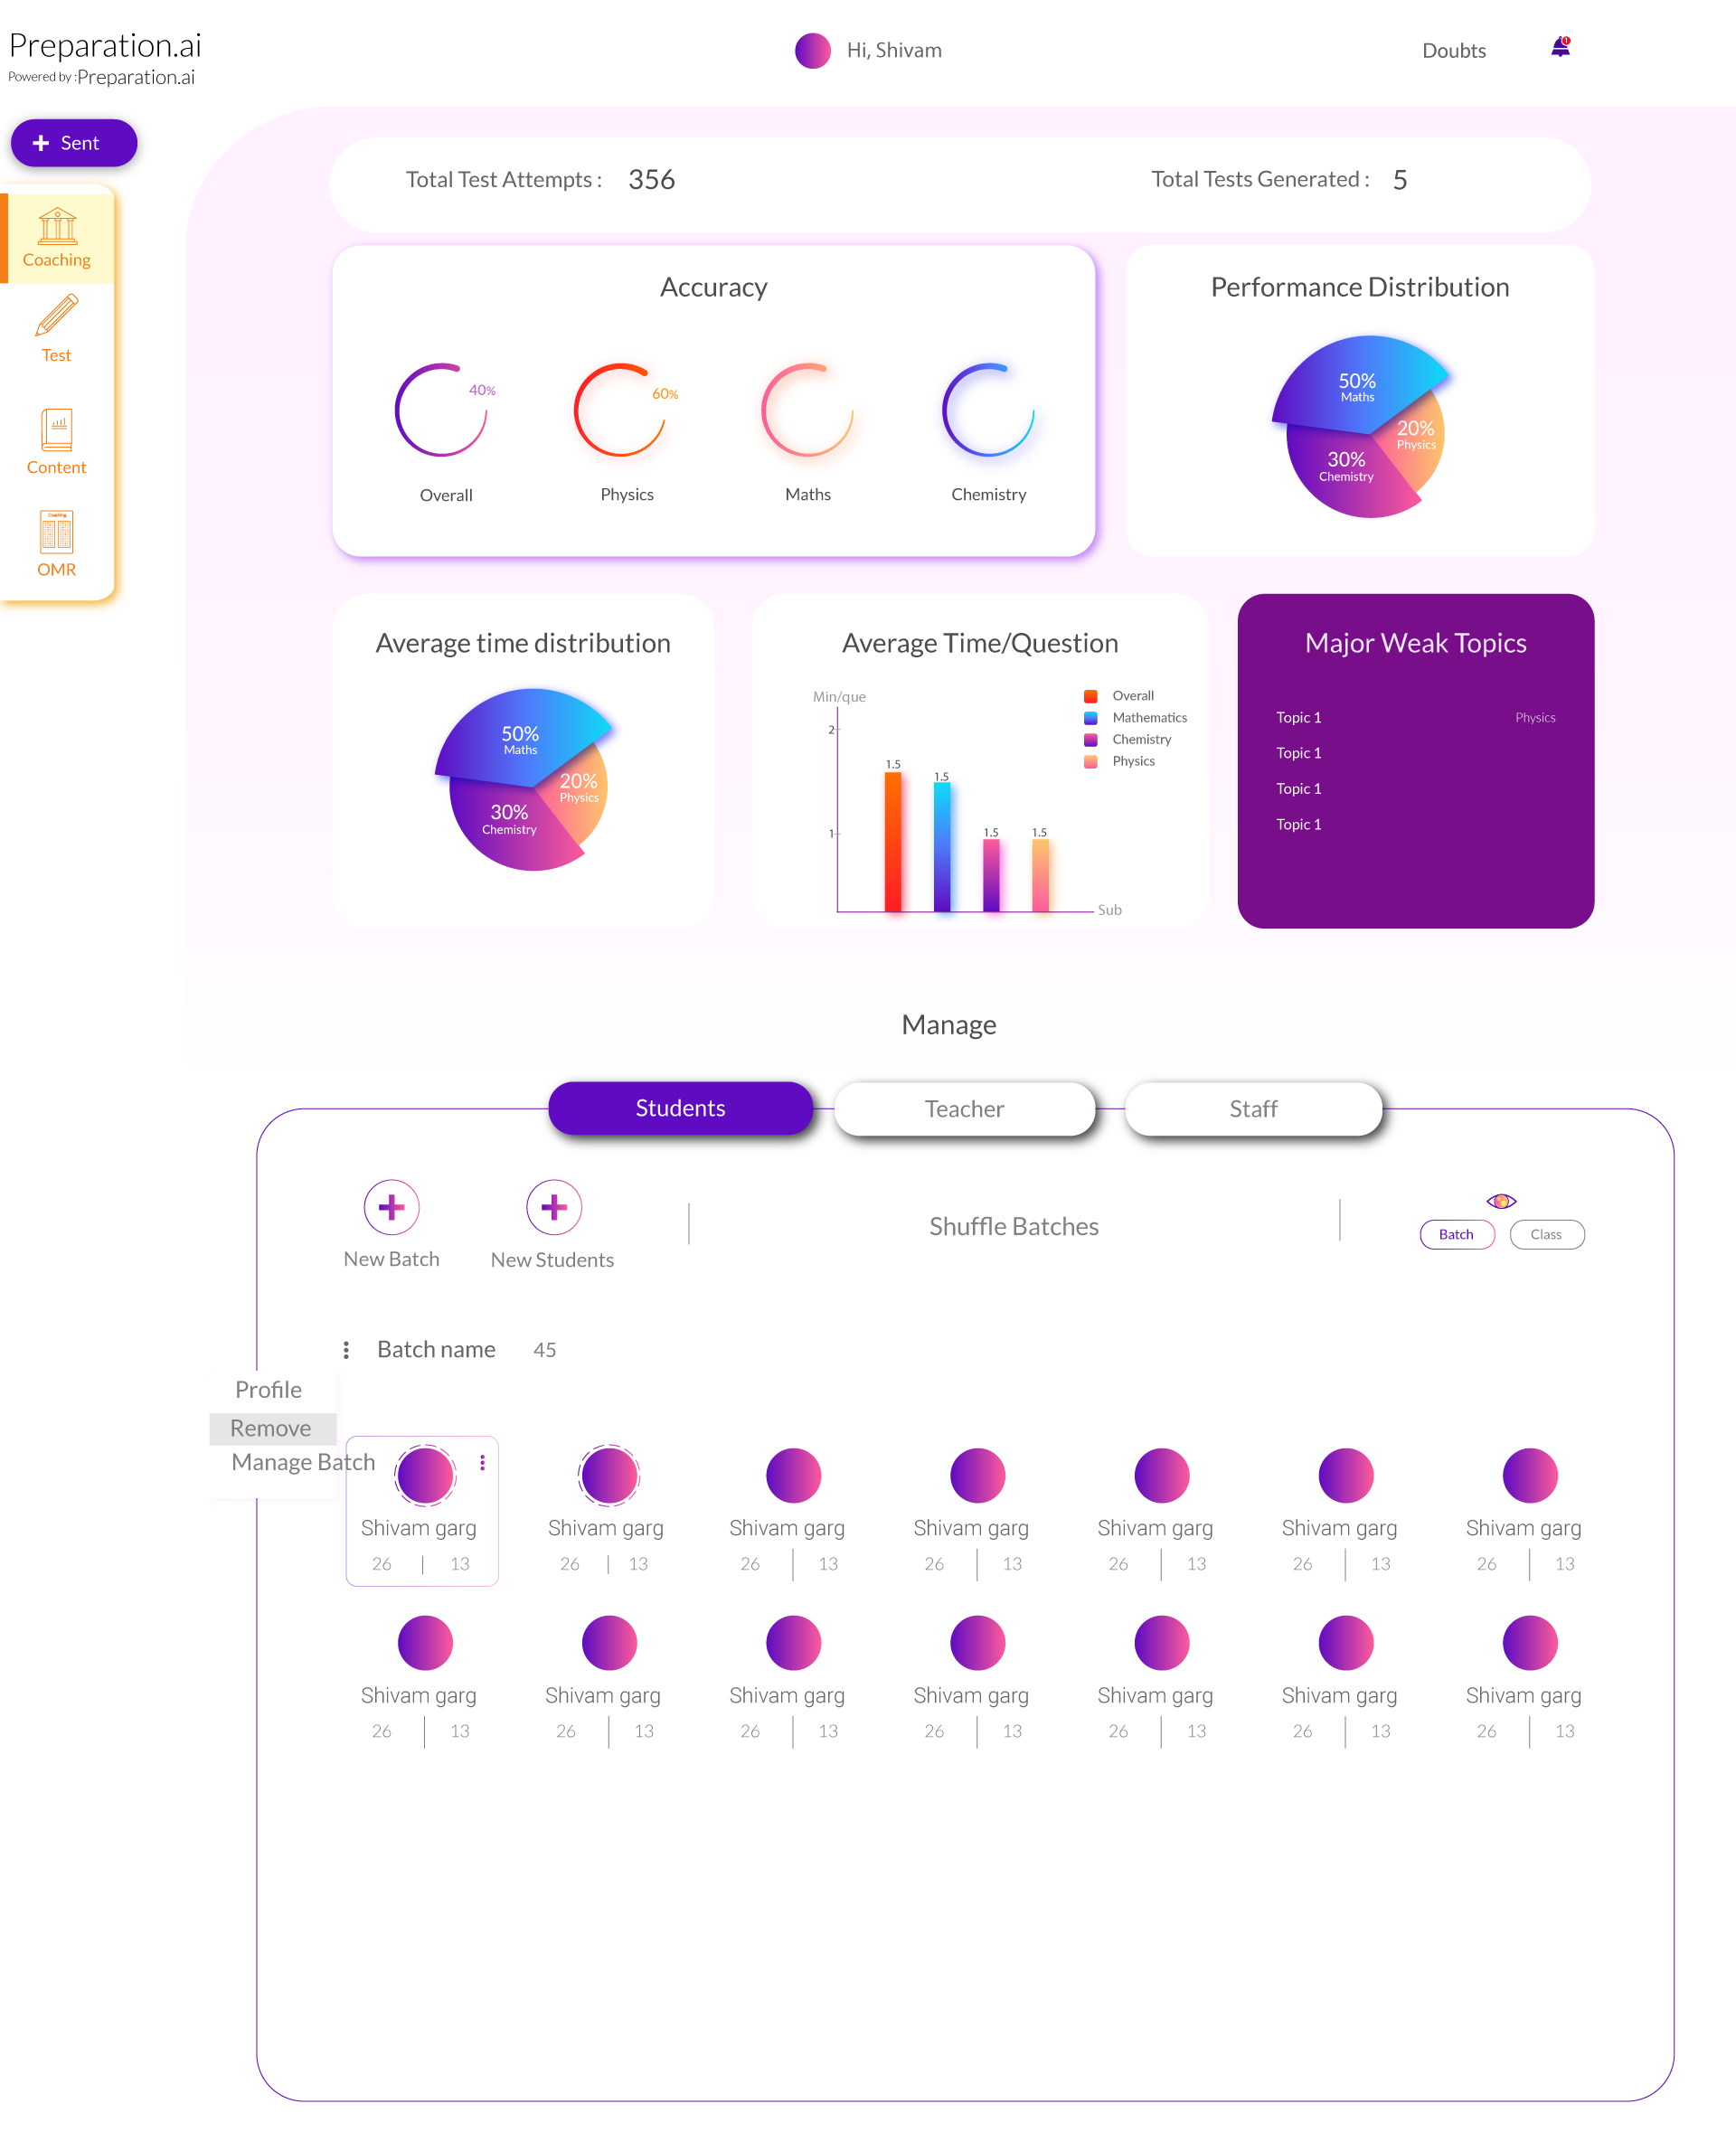 Preparation.ai
Powered by :Preparation.ai
Hi, Shivam
Doubts
1
+ Sent
Coaching
Test
Content
Coaching
OMR
Total Test Attempts : 356
Total Tests Generated : 5
Accuracy
40%
60%
Overall
Physics
Maths
Chemistry
Performance Distribution
50%
Maths
20%
Physics
30%
Chemistry
Average time distribution
50%
Maths
20%
Physics
30%
Chemistry
Average Time/Question
Min/que
2
1
1.5
1.5
1.5
1.5
Sub
Overall
Mathematics
Chemistry
Physics
Major Weak Topics
Topic 1 Physics
Topic 1
Topic 1
Topic 1
Manage
Students
Teacher
Staff
New Batch
New Students
Shuffle Batches
Batch
Class
Batch name 45
Profile
Remove
Manage Batch
Shivam garg Shivam garg Shivam garg Shivam garg Shivam garg Shivam garg Shivam garg
26 | 13 26 | 13 26 | 13 26 | 13 26 | 13 26 | 13 26 | 13
Shivam garg Shivam garg Shivam garg Shivam garg Shivam garg Shivam garg Shivam garg
26 | 13 26 | 13 26 | 13 26 | 13 26 | 13 26 | 13 26 | 13